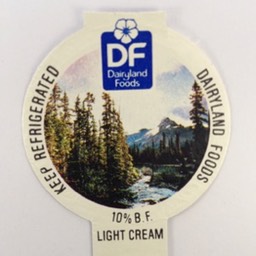 DF
Dairyland
Foods
KEEP REFRIGERATED
DAIRYLAND FOODS
10% B.F.
LIGHT CREAM